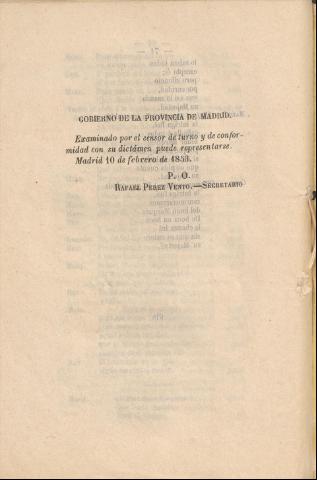 GOBIERNO DE LA PROVINCIA DE MADRID.
Examinado por el censor de turno y de confor-
midad con su dictámen puede representarse.
Madrid 10 de febrero de 1853.
P. O.
RAFAEL PEREZ VENTO.—SECRETARIO